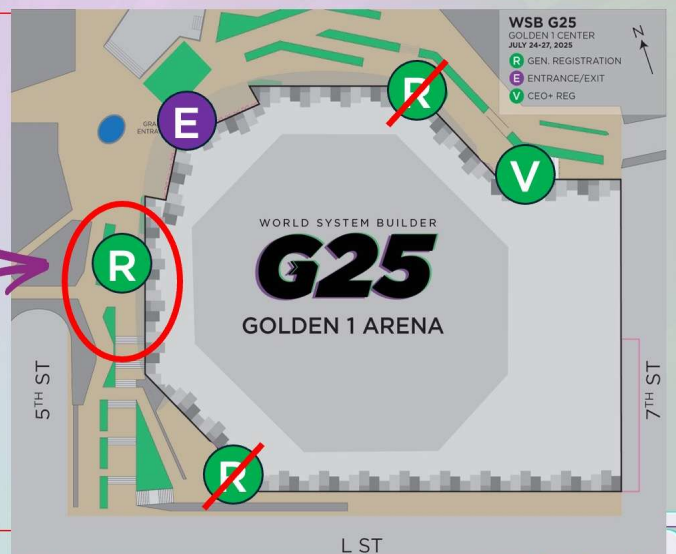 WSB G25
GOLDEN 1 CENTER
JULY 24-27, 2025
N
R GEN. REGISTRATION
E ENTRANCE/EXIT
V CEO+ REG
R
E
V
WORLD SYSTEM BUILDER
G25
GOLDEN 1 ARENA
R
R
5TH ST
7TH ST
L ST